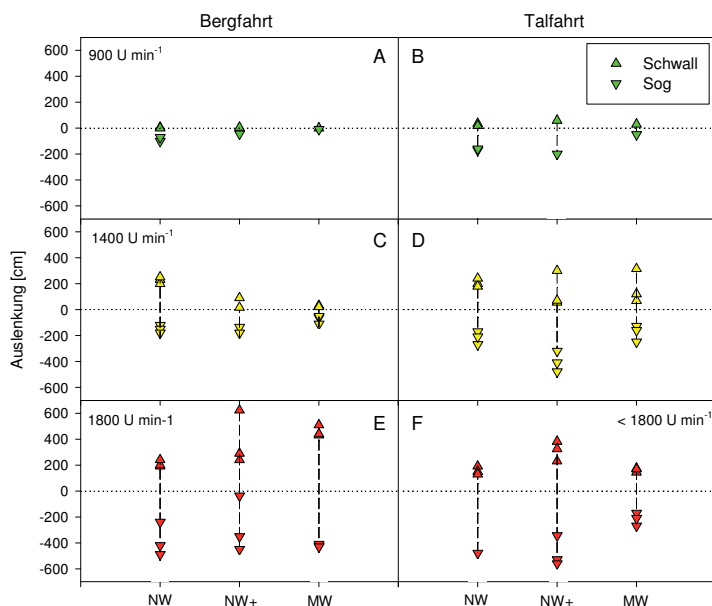 Bergfahrt
Talfahrt
900 U min⁻¹
A
B
Schwall
Sog
600
400
200
0
-200
-400
-600
1400 U min⁻¹
C
D
600
400
200
0
-200
-400
-600
Auslenkung [cm]
1800 U min-1
E
F
< 1800 U min⁻¹
600
400
200
0
-200
-400
-600
NW
NW+
MW
NW
NW+
MW